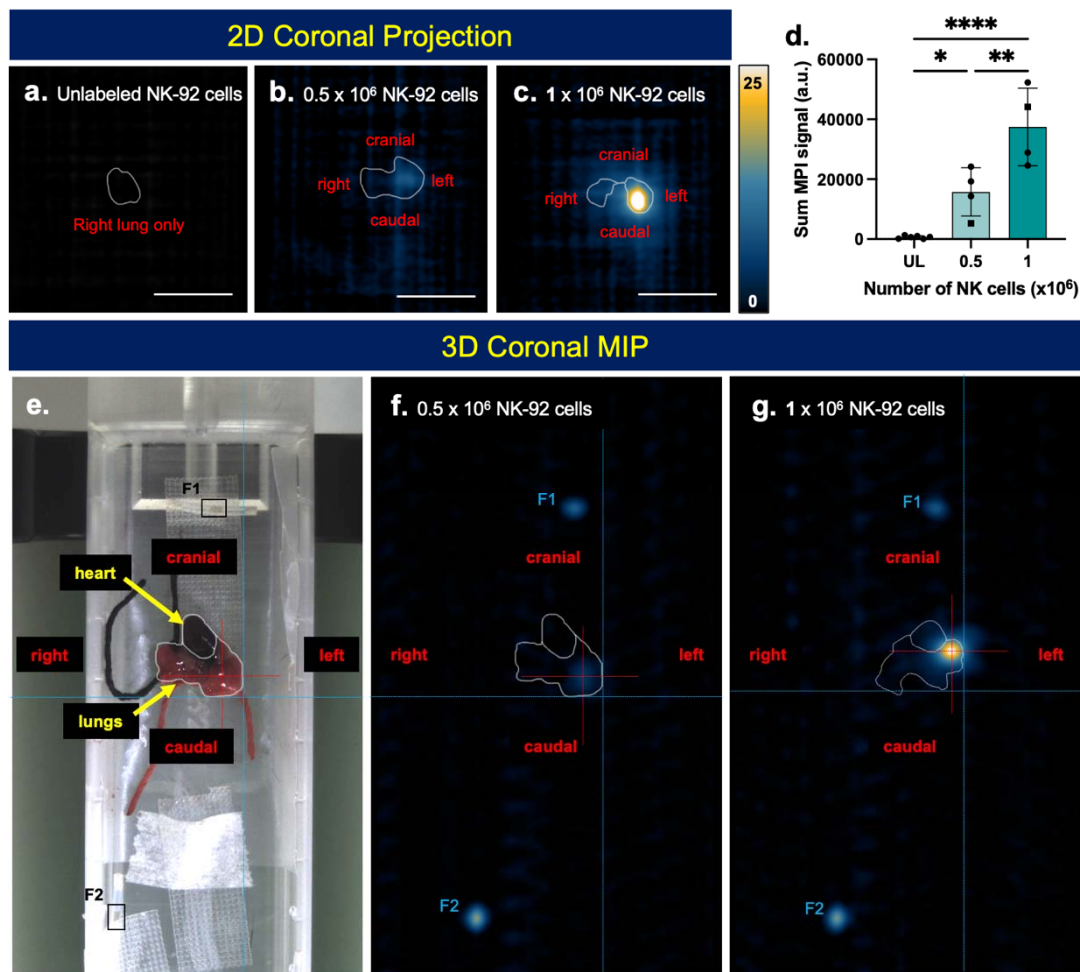 2D Coronal Projection
a. Unlabeled NK-92 cells
Right lung only
b. 0.5 x 10⁶ NK-92 cells
cranial
right
left
caudal
c. 1 x 10⁶ NK-92 cells
cranial
right
left
caudal
25
0
d.
****
*
**
60000
40000
20000
0
Sum MPI signal (a.u.)
UL
0.5
1
Number of NK cells (x10⁶)
3D Coronal MIP
e.
F1
cranial
heart
right
left
lungs
caudal
F2
f. 0.5 x 10⁶ NK-92 cells
F1
cranial
left
right
caudal
F2
g. 1 x 10⁶ NK-92 cells
F1
cranial
right
left
caudal
F2